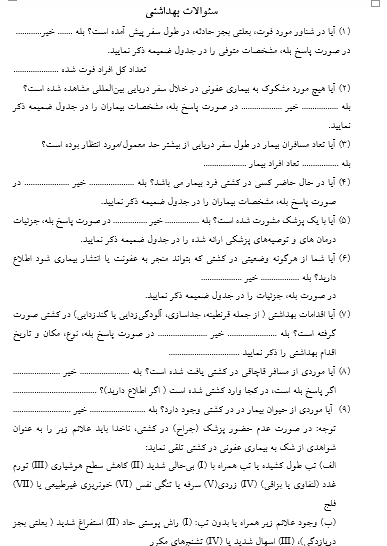 سئوالات بهداشتی
(۱) آیا در شناور مورد فوت، بعلتی بجز حادثه، در طول سفر پیش آمده است؟ بله ....... خیر............
در صورت پاسخ بله، مشخصات متوفی را در جدول ضمیمه ذکر نمایید.
تعداد کل افراد فوت شده ....................
(۲) آیا هیچ مورد مشکوک به بیماری عفونی در خلال سفر دریایی بین‌المللی مشاهده شده است؟
بله ................ خیر .................. در صورت پاسخ بله، مشخصات بیماران را در جدول ضمیمه ذکر
نمایید.
(۳) آیا تعاد مسافران بیمار در طول سفر دریایی از بیشتر حد معمول/مورد انتظار بوده است؟
بله ................ تعاد افراد بیمار ...................
(۴) آیا در حال حاضر کسی در کشتی فرد بیمار می باشد؟ بله .................... خیر .................... در
صورت پاسخ بله، مشخصات بیماران را در جدول ضمیمه ذکر نمایید.
(۵) آیا با یک پزشک مشورت شده است؟ بله ............... خیر ............... در صورت پاسخ بله، جزئیات
درمان های و توصیه‌های پزشکی ارائه شده را در جدول ضمیمه ذکر نمایید.
(۶) آیا شما از هرگونه وضعیتی در کشتی که بتواند منجر به عفونت یا انتشار بیماری شود اطلاع
دارید؟ بله ................. خیر ..................
در صورت بله، جزئیات را در جدول ضمیمه ذکر نمایید.
(۷) آیا اقدامات بهداشتی ( از جمله قرنطینه، جداسازی، آلودگی‌زدایی یا گندزدایی) در کشتی صورت
گرفته است؟ بله ...................... خیر ...................... در صورت پاسخ بله، نوع، مکان و تاریخ
اقدام بهداشتی را ذکر نمایید ................................
(۸) آیا موردی از مسافر قاچاقی در کشتی یافت شده است؟ بله ...................... خیر ......................
اگر پاسخ بله است، در کجا وارد کشتی شده است ( اگر اطلاع دارید)؟ ......................................
(۹) آیا موردی از حیوان بیمار در در کشتی وجود دارد؟ بله ........................ خیر ..........................
توجه: در صورت عدم حضور پزشک (جراح) در کشتی، ناخدا باید علائم زیر را به عنوان
شواهدی از شک به بیماری عفونی در کشتی تلقی نماید:
الف) تب طول کشیده یا تب همراه با (I) بی‌حالی شدید (II) کاهش سطح هوشیاری (III) تورم
غدد (لنفاوی یا بزاقی) (IV) زردی(V) سرفه یا تنگی نفس (VI) خونریزی غیرطبیعی یا (VII)
فلج
(ب) وجود علائم زیر همراه یا بدون تب: (I) راش پوستی حاد (II) استفراغ شدید ( بعلتی بجز
دریازدگی)، (III) اسهال شدید یا (IV) تشنج‌های مکرر